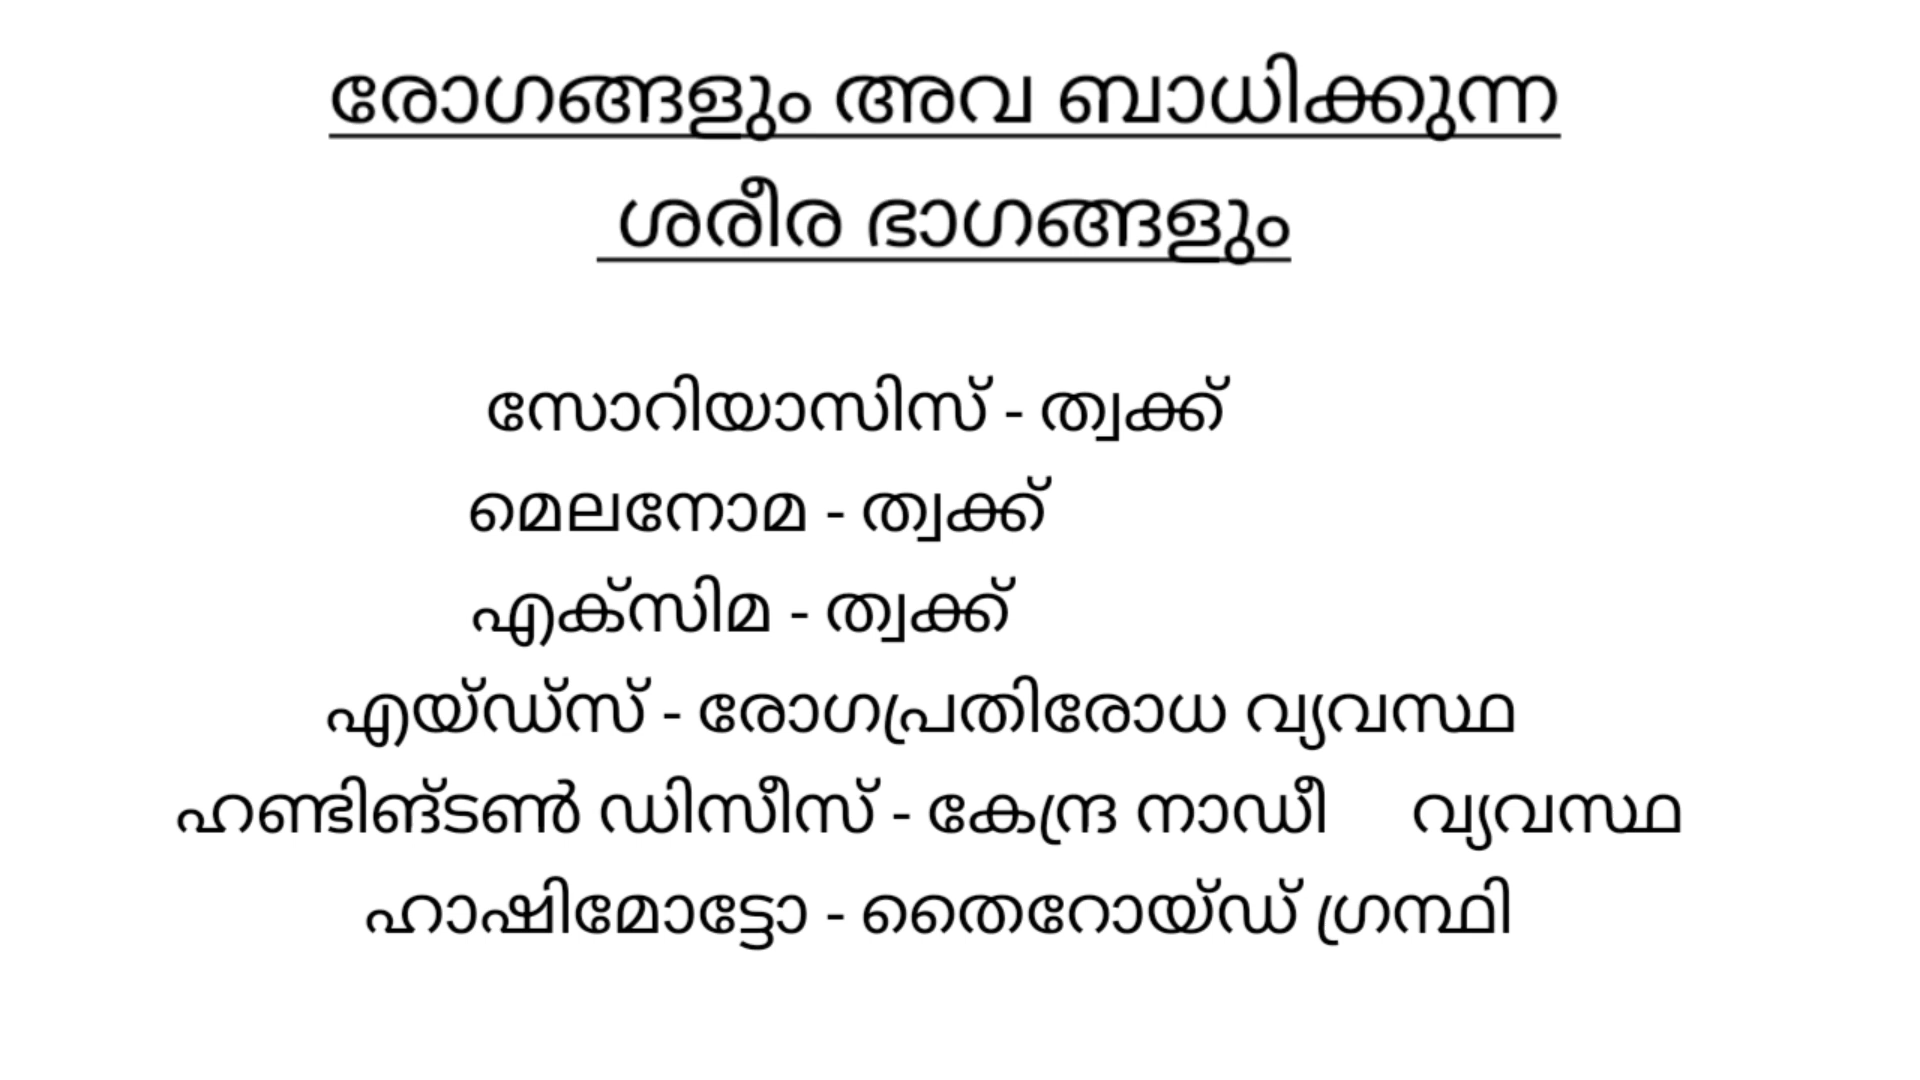 രോഗങ്ങളും അവ ബാധിക്കുന്ന
ശരീര ഭാഗങ്ങളും
സോറിയാസിസ് - ത്വക്ക്
മെലനോമ - ത്വക്ക്
എക്സിമ - ത്വക്ക്
എയ്ഡ്സ് - രോഗപ്രതിരോധ വ്യവസ്ഥ
ഹണ്ടിങ്ടൺ ഡിസീസ് - കേന്ദ്ര നാഡീ വ്യവസ്ഥ
ഹാഷിമോട്ടോ - തൈറോയ്ഡ് ഗ്രന്ഥി